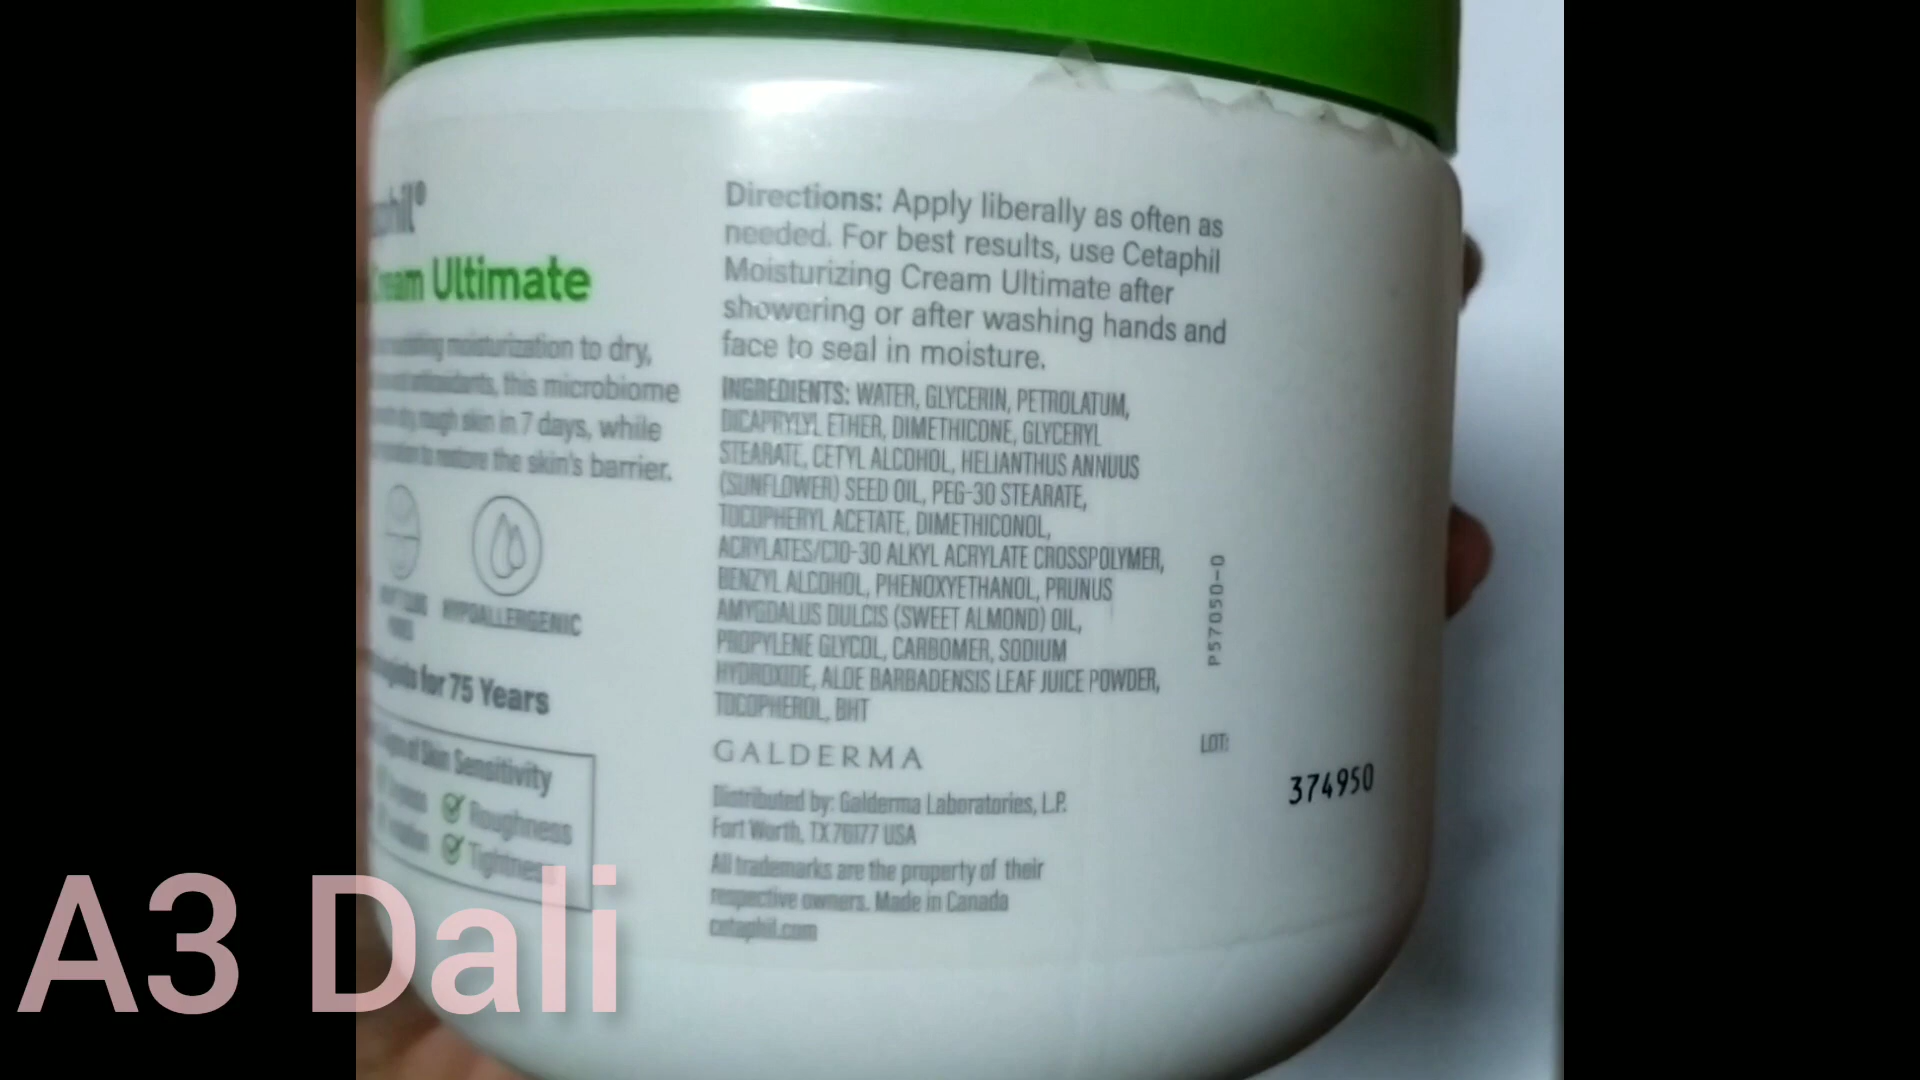 Ultimate
moisturization to dry,
this microbiome
skin in 7 days, while
the skin's barrier.
HYPOALLERGENIC
for 75 Years
of Skin Sensitivity
Roughness
Tightness
Directions: Apply liberally as often as
needed. For best results, use Cetaphil
Moisturizing Cream Ultimate after
showering or after washing hands and
face to seal in moisture.
INGREDIENTS: WATER, GLYCERIN, PETROLATUM,
DICAPRYLYL ETHER, DIMETHICONE, GLYCERYL
STEARATE, CETYL ALCOHOL, HELIANTHUS ANNUUS
(SUNFLOWER) SEED OIL, PEG-30 STEARATE,
TOCOPHERYL ACETATE, DIMETHICONOL,
ACRYLATES/C10-30 ALKYL ACRYLATE CROSSPOLYMER,
BENZYL ALCOHOL, PHENOXYETHANOL, PRUNUS
AMYGDALUS DULCIS (SWEET ALMOND) OIL,
PROPYLENE GLYCOL, CARBOMER, SODIUM
HYDROXIDE, ALOE BARBADENSIS LEAF JUICE POWDER,
TOCOPHEROL, BHT
GALDERMA
Distributed by: Galderma Laboratories, L.P.
Fort Worth, TX 76177 USA
All trademarks are the property of their
respective owners. Made in Canada
cetaphil.com
P57050-0
LOT:
374950
A3 Dali